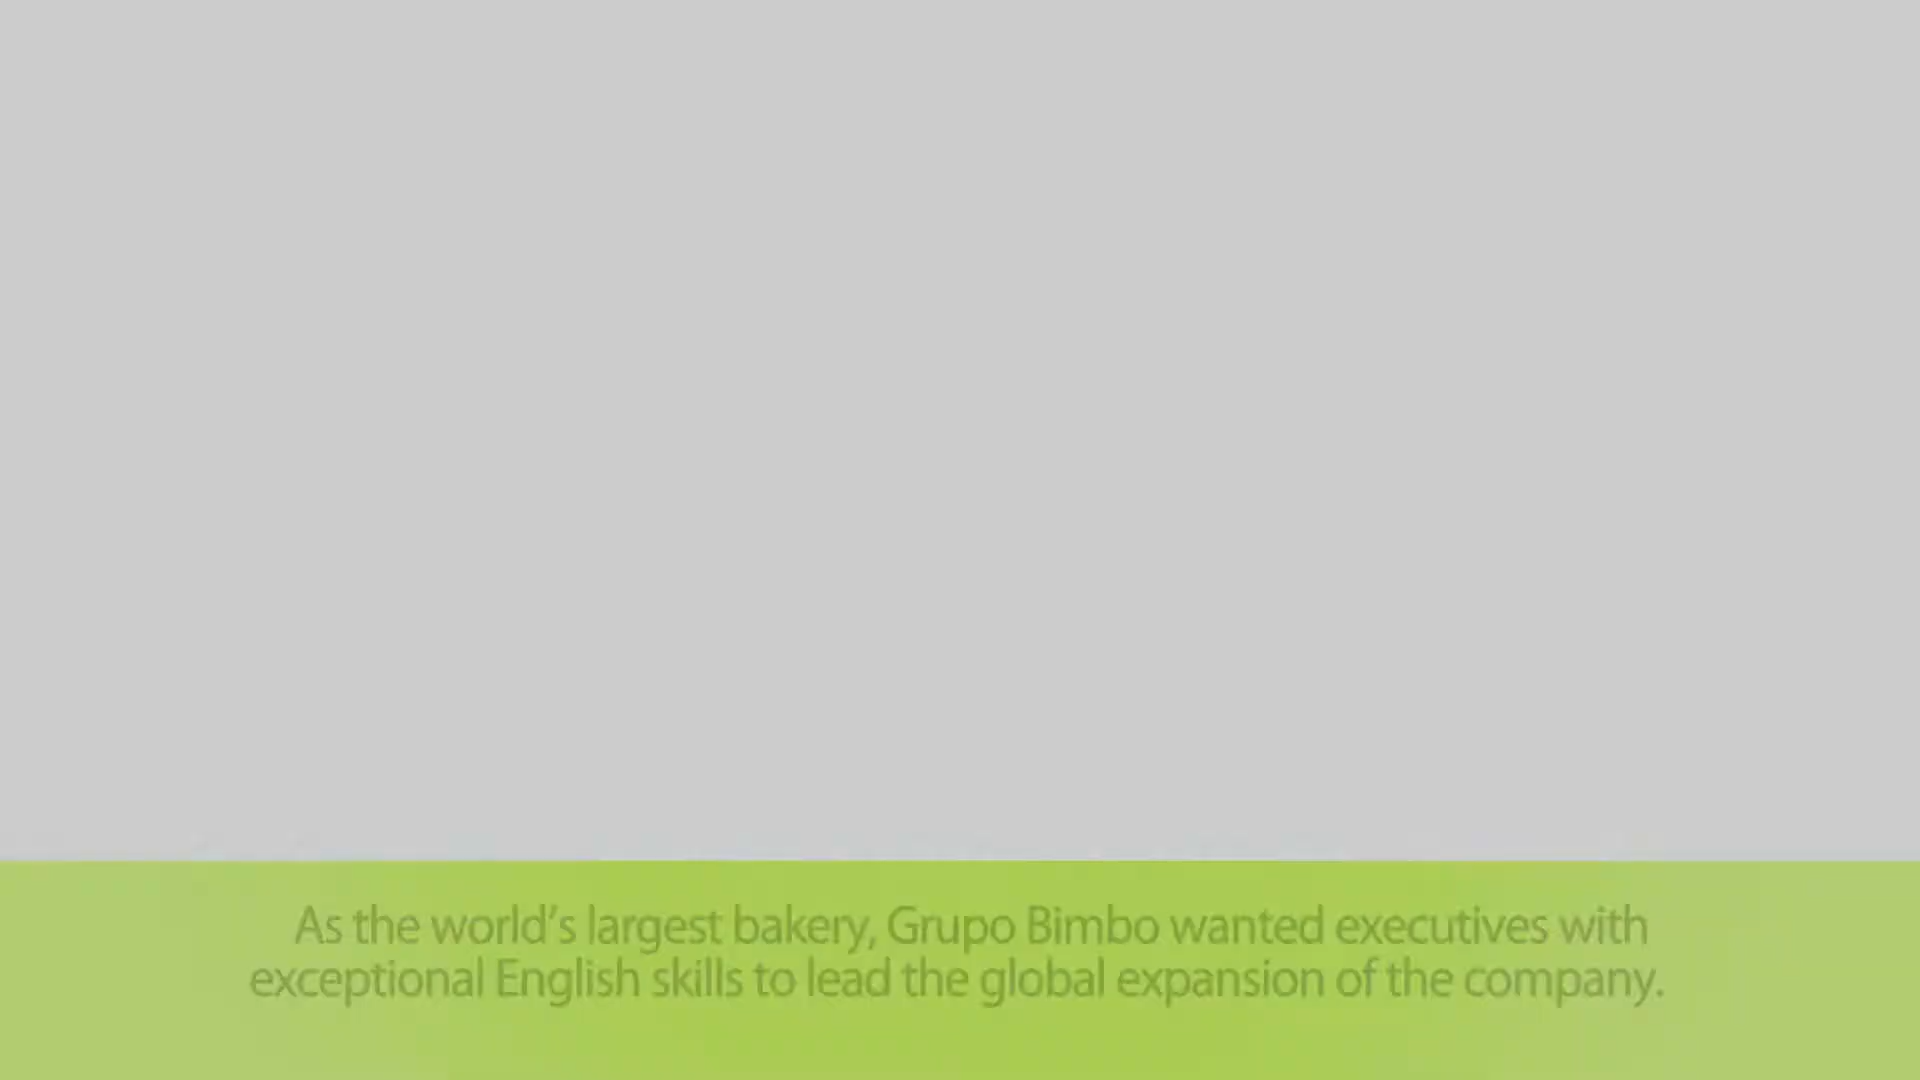 As the world’s largest bakery, Grupo Bimbo wanted executives with
exceptional English skills to lead the global expansion of the company.